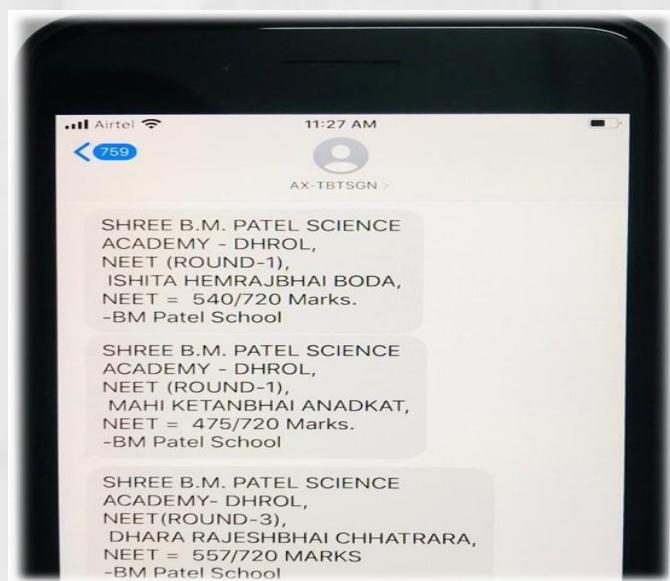 Airtel
11:27 AM
759
AX-TBTSGN >
SHREE B.M. PATEL SCIENCE
ACADEMY - DHROL,
NEET (ROUND-1),
ISHITA HEMRAJBHAI BODA,
NEET = 540/720 Marks.
-BM Patel School
SHREE B.M. PATEL SCIENCE
ACADEMY - DHROL,
NEET (ROUND-1),
MAHI KETANBHAI ANADKAT,
NEET = 475/720 Marks.
-BM Patel School
SHREE B.M. PATEL SCIENCE
ACADEMY- DHROL,
NEET(ROUND-3),
DHARA RAJESHBHAI CHHATRARA,
NEET = 557/720 MARKS
-BM Patel School